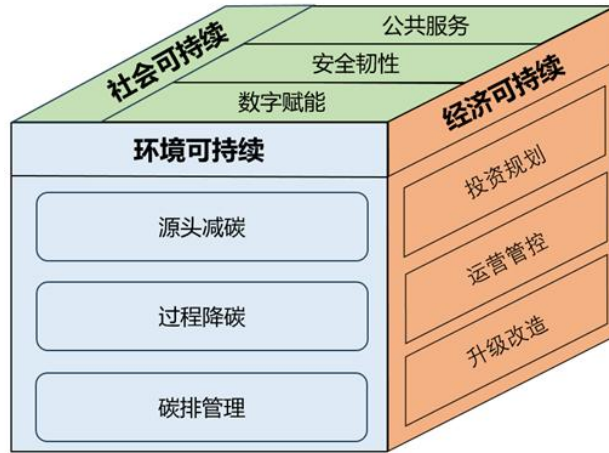 社会可持续
公共服务
安全韧性
数字赋能
环境可持续
源头减碳
过程降碳
碳排管理
经济可持续
投资规划
运营管控
升级改造